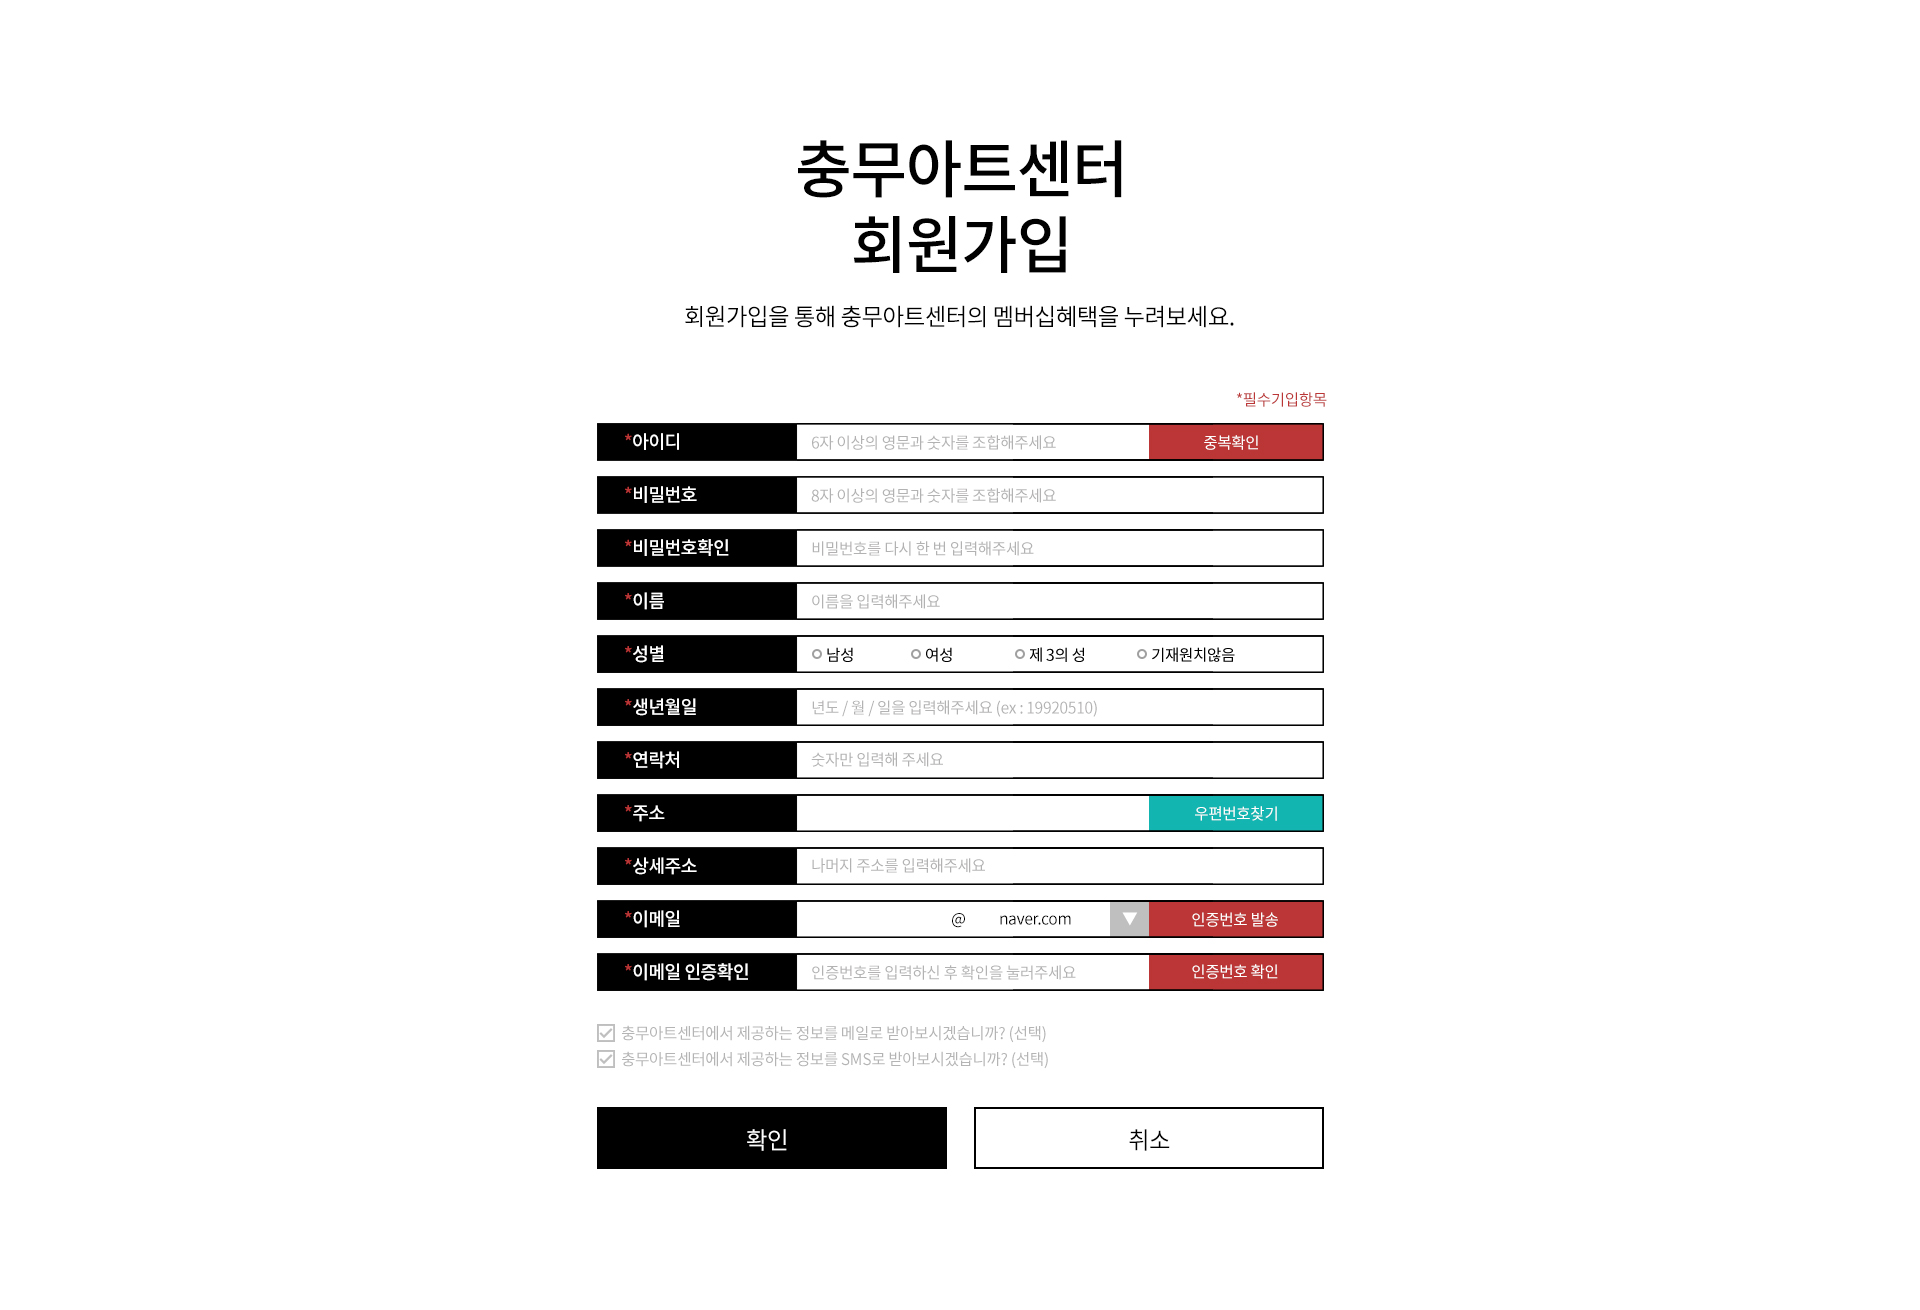 충무아트센터
회원가입
회원가입을 통해 충무아트센터의 멤버십혜택을 누려보세요.
*필수기입항목
*아이디 6자 이상의 영문과 숫자를 조합해주세요 중복확인
*비밀번호 8자 이상의 영문과 숫자를 조합해주세요
*비밀번호확인 비밀번호를 다시 한 번 입력해주세요
*이름 이름을 입력해주세요
*성별 남성 여성 제 3의 성 기재원치않음
*생년월일 년도 / 월 / 일을 입력해주세요 (ex : 19920510)
*연락처 숫자만 입력해 주세요
*주소 우편번호찾기
*상세주소 나머지 주소를 입력해주세요
*이메일 @ naver.com 인증번호 발송
*이메일 인증확인 인증번호를 입력하신 후 확인을 눌러주세요 인증번호 확인
충무아트센터에서 제공하는 정보를 메일로 받아보시겠습니까? (선택)
충무아트센터에서 제공하는 정보를 SMS로 받아보시겠습니까? (선택)
확인 취소